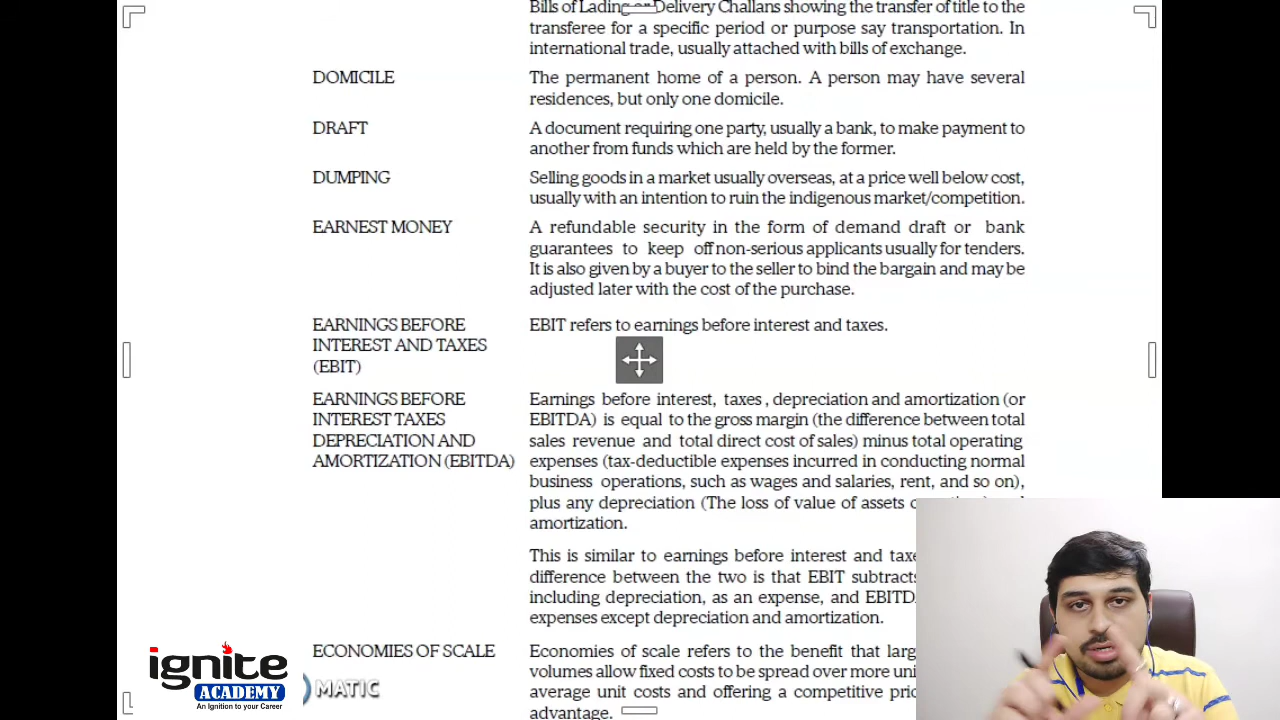 Bills of Lading or Delivery Challans showing the transfer of title to the
transferee for a specific period or purpose say transportation. In
international trade, usually attached with bills of exchange.
DOMICILE
The permanent home of a person. A person may have several
residences, but only one domicile.
DRAFT
A document requiring one party, usually a bank, to make payment to
another from funds which are held by the former.
DUMPING
Selling goods in a market usually overseas, at a price well below cost,
usually with an intention to ruin the indigenous market/competition.
EARNEST MONEY
A refundable security in the form of demand draft or bank
guarantees to keep off non-serious applicants usually for tenders.
It is also given by a buyer to the seller to bind the bargain and may be
adjusted later with the cost of the purchase.
EARNINGS BEFORE
INTEREST AND TAXES
(EBIT)
EBIT refers to earnings before interest and taxes.
EARNINGS BEFORE
INTEREST TAXES
DEPRECIATION AND
AMORTIZATION (EBITDA)
Earnings before interest, taxes , depreciation and amortization (or
EBITDA) is equal to the gross margin (the difference between total
sales revenue and total direct cost of sales) minus total operating
expenses (tax-deductible expenses incurred in conducting normal
business operations, such as wages and salaries, rent, and so on),
plus any depreciation (The loss of value of assets
amortization.
This is similar to earnings before interest and
difference between the two is that EBIT
including depreciation, as an expense, and
expenses except depreciation and amortization.
ECONOMIES OF SCALE
Economies of scale refers to the benefit that
volumes allow fixed costs to be spread over more
average unit costs and offering a competitive
advantage.
ignite
ACADEMY
An Ignition to your Career
MATIC